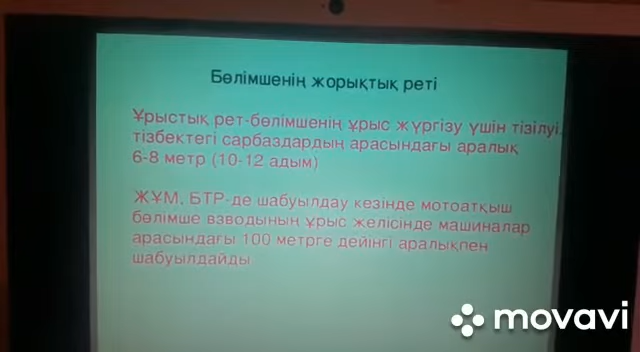 Бөлімшенің жорықтық реті
Ұрыстық рет-бөлімшенің ұрыс жүргізу үшін тізілуі.
тізбектегі сарбаздардың арасындағы аралық
6-8 метр (10-12 адым)
ЖҰМ, БТР-де шабуылдау кезінде мотоатқыш
бөлімше взводының ұрыс желісінде машиналар
арасындағы 100 метрге дейінгі аралықпен
шабуылдайды
movavi